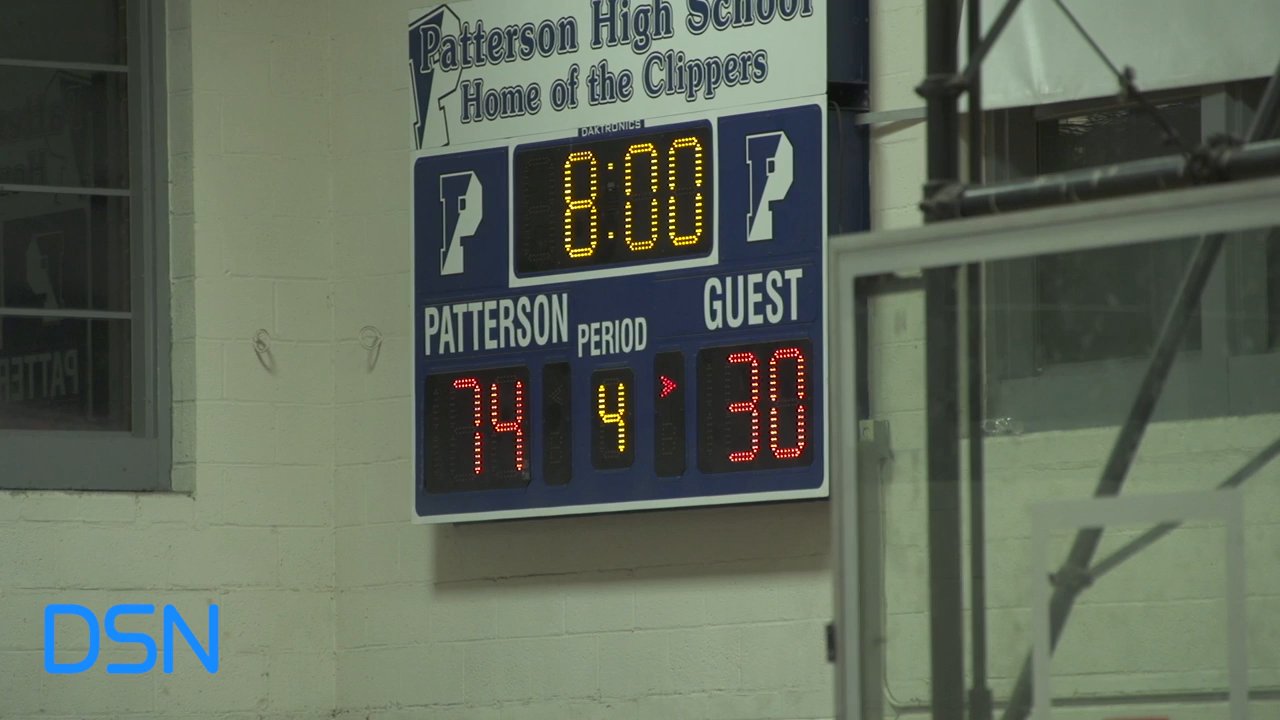 Patterson High School
Home of the Clippers
DAKTRONICS
P 8:00 P
PATTERSON PERIOD GUEST
74 4 > 30
DSN